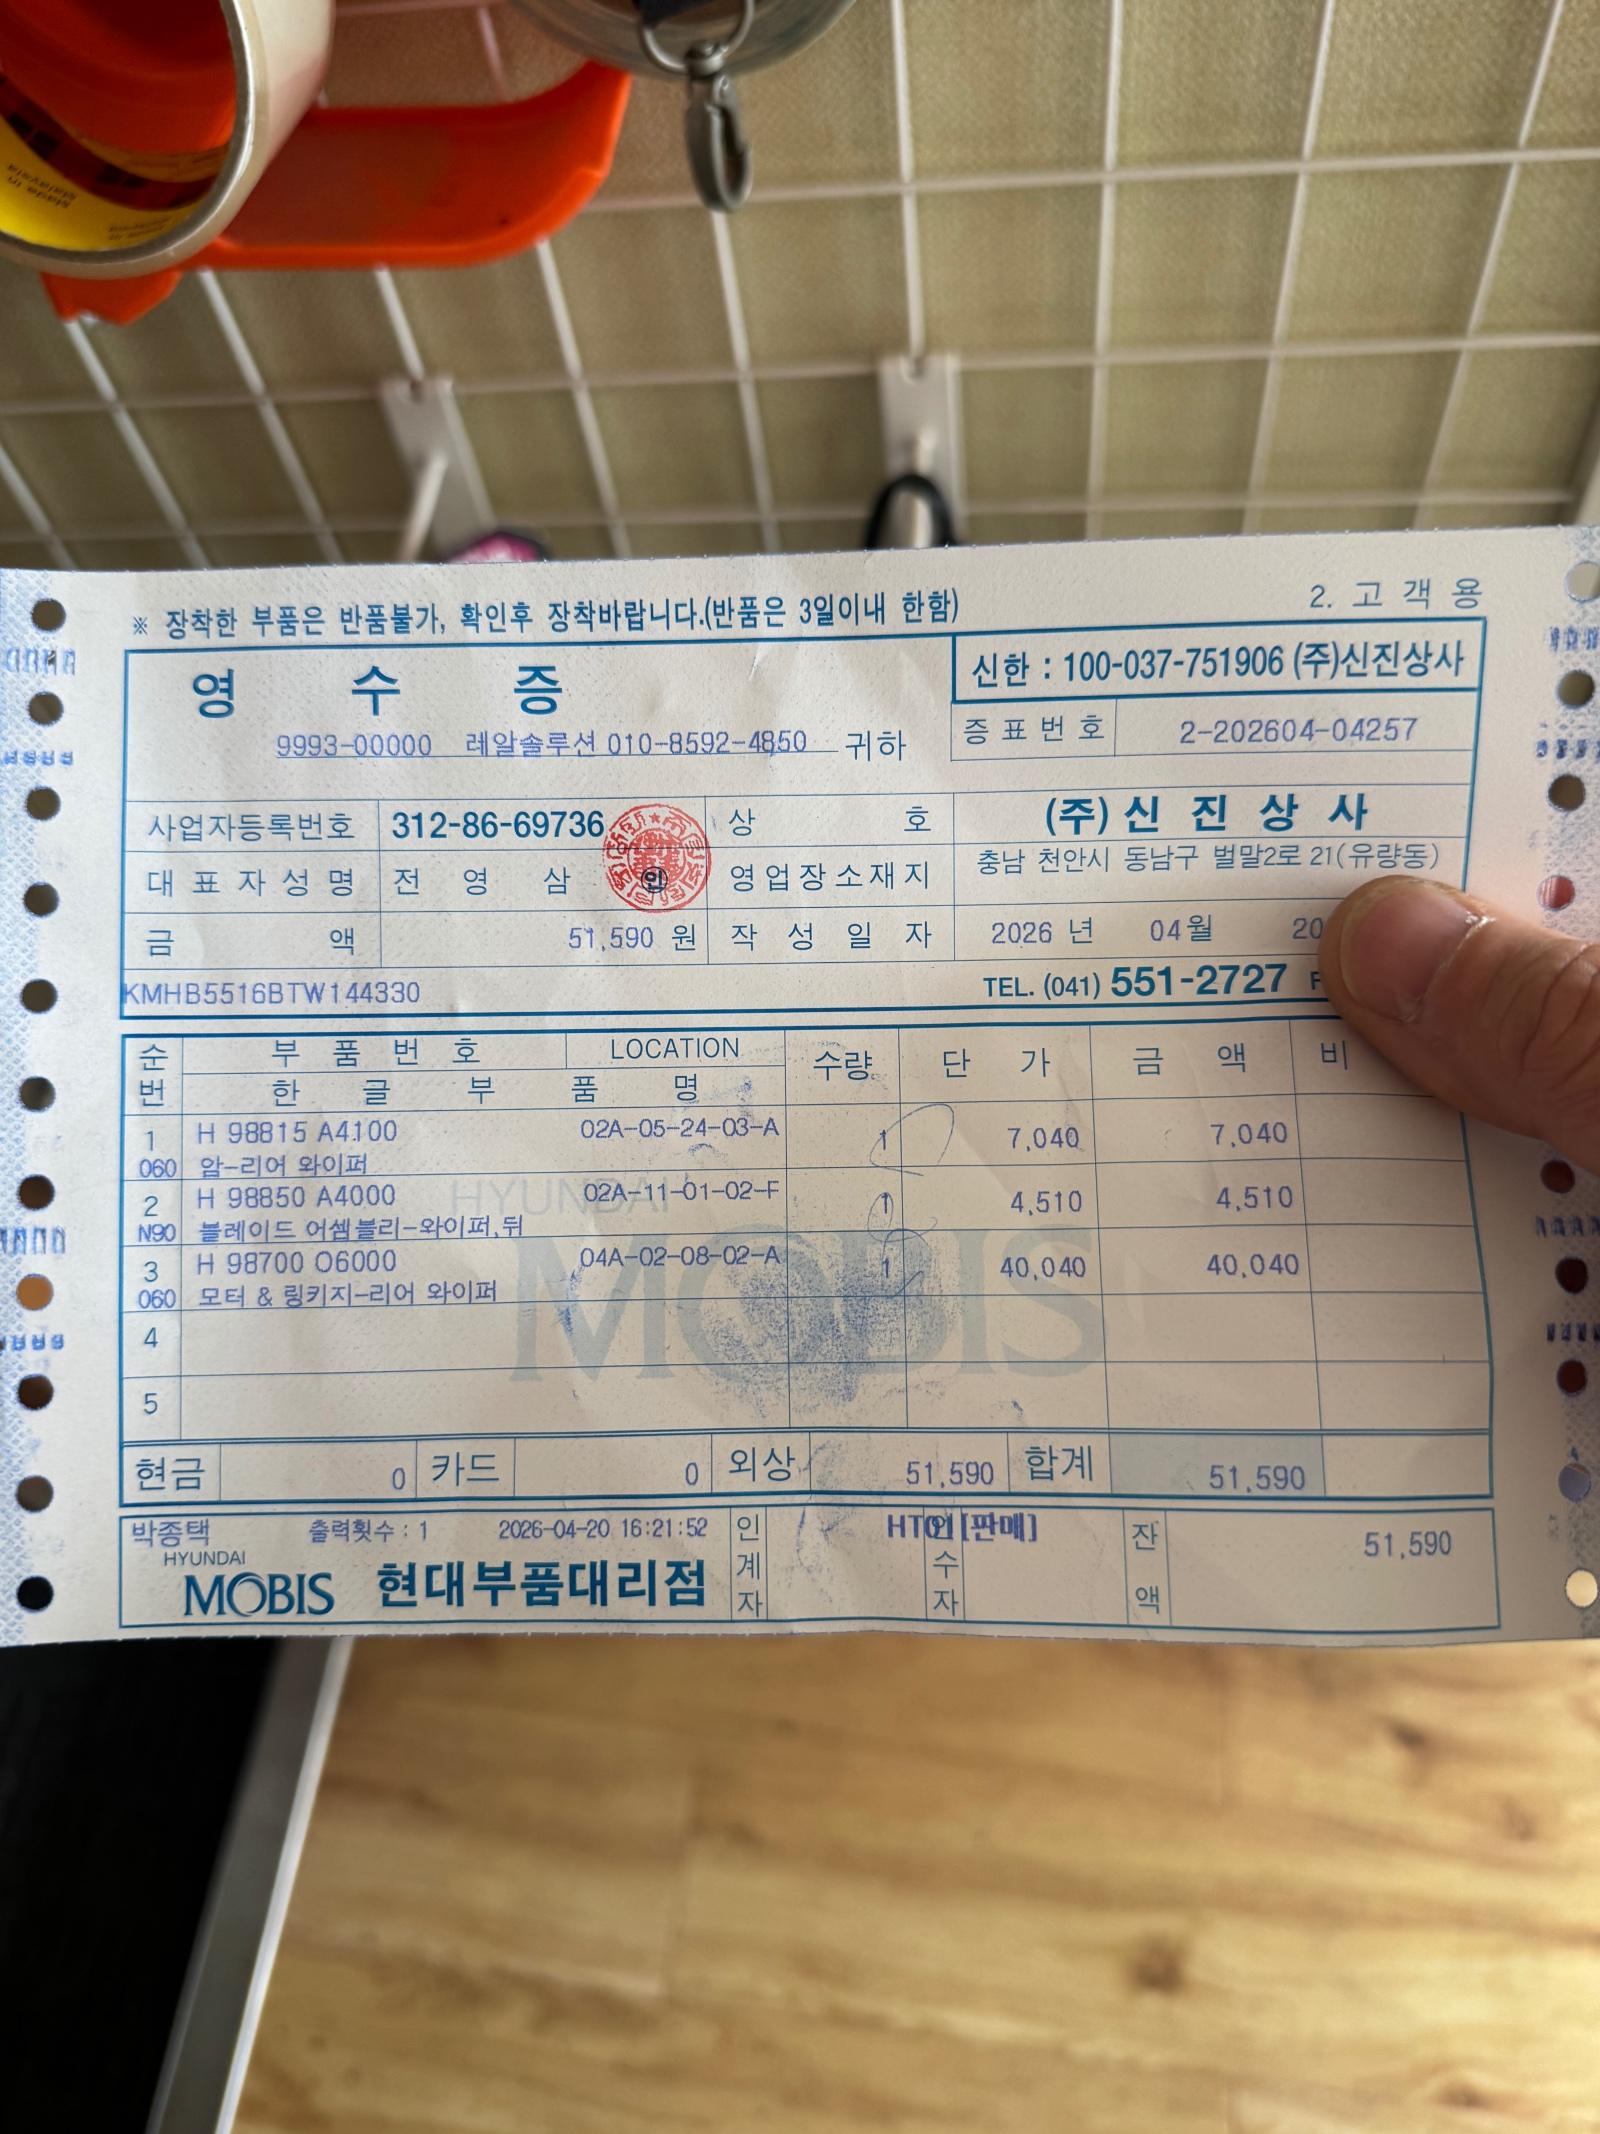 ※ 장착한 부품은 반품불가, 확인후 장착바랍니다.(반품은 3일이내 한함)
2. 고 객 용
영 수 증
신한 : 100-037-751906 (주)신진상사
9993-00000 레알솔루션 010-8592-4850 귀하
증 표 번 호 2-202604-04257
사업자등록번호 312-86-69736 상 호 (주) 신 진 상 사
대 표 자 성 명 전 영 삼 인 영업장소재지 충남 천안시 동남구 벌말2로 21(유량동)
금 액 51,590 원 작 성 일 자 2026 년 04월 20
KMHB5516BTW144330 TEL. (041) 551-2727
순번 부 품 번 호 LOCATION 수량 단 가 금 액 비
한 글 부 품 명
1 H 98815 A4100 02A-05-24-03-A 1 7,040 7,040
060 암-리어 와이퍼
2 H 98850 A4000 02A-11-01-02-F 1 4,510 4,510
N90 블레이드 어셈블리-와이퍼,뒤
3 H 98700 O6000 04A-02-08-02-A 1 40,040 40,040
060 모터 & 링키지-리어 와이퍼
HYUNDAI
MOBIS
4
5
현금 0 카드 0 외상 51,590 합계 51,590
박종택 출력횟수 : 1 2026-04-20 16:21:52 인계자 HT01 [판매] 인수자 잔액 51,590
HYUNDAI
MOBIS 현대부품대리점